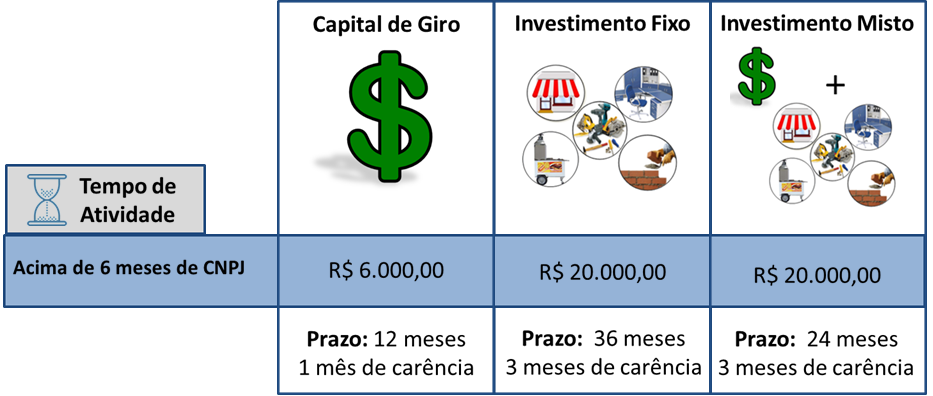 Capital de Giro
Investimento Fixo
Investimento Misto
$
$
+
Tempo de
Atividade
Acima de 6 meses de CNPJ
R$ 6.000,00
R$ 20.000,00
R$ 20.000,00
Prazo: 12 meses
1 mês de carência
Prazo: 36 meses
3 meses de carência
Prazo: 24 meses
3 meses de carência